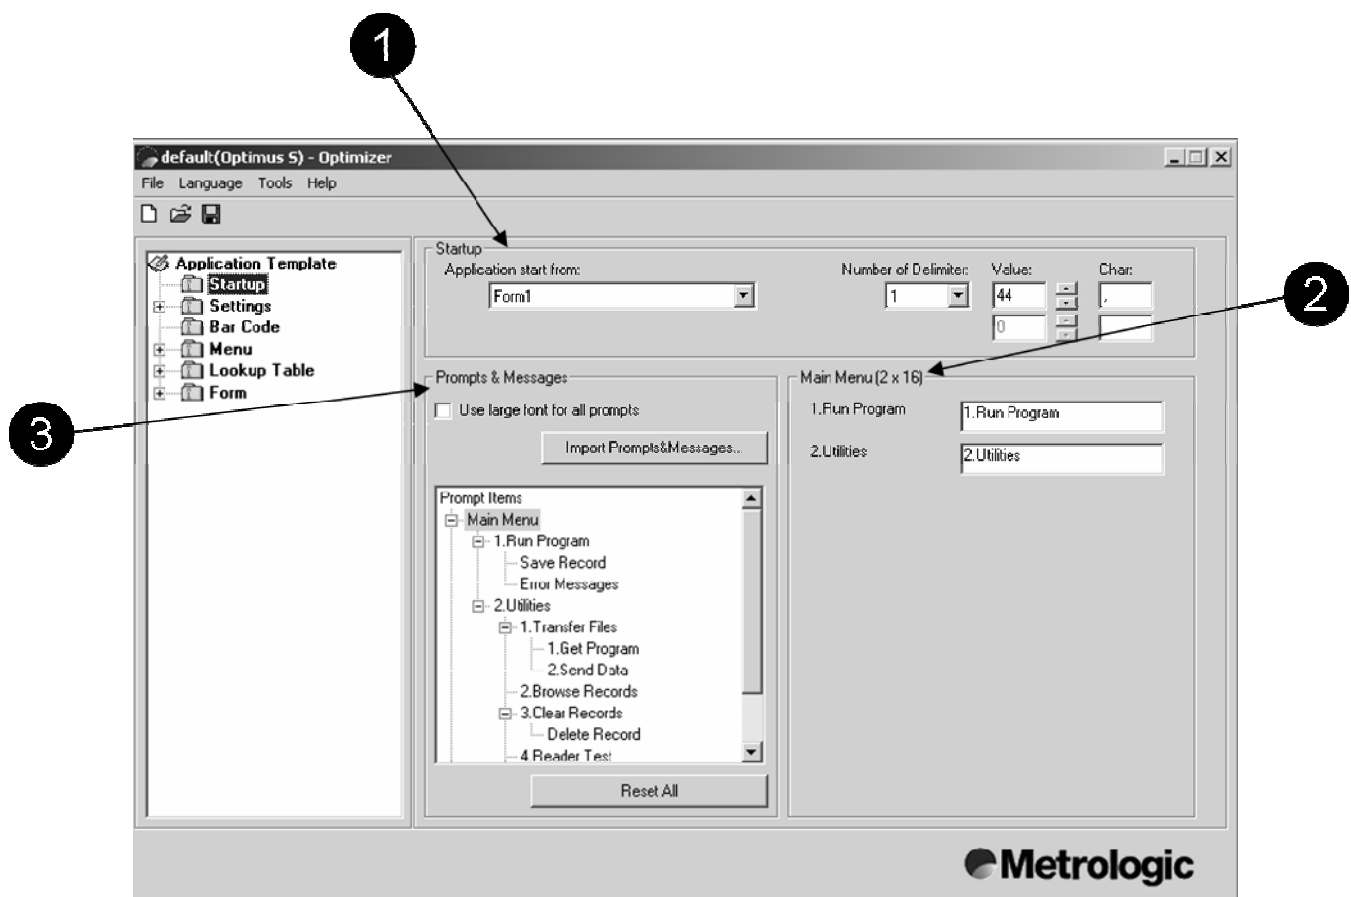 1
default(Optimus S) - Optimizer
File Language Tools Help
Application Template
Startup
Settings
Bar Code
Menu
Lookup Table
Form
Startup
Application start from: Number of Delimiter: Value: Char:
Form1 1 44 ,
0
2
3
Prompts & Messages
Use large font for all prompts
Import Prompts&Messages...
Prompt Items
Main Menu
1.Run Program
Save Record
Error Messages
2.Utilities
1.Transfer Files
1.Get Program
2.Send Data
2.Browse Records
3.Clear Records
Delete Record
4.Reader Test
Reset All
Main Menu (2 x 16)
1.Run Program 1.Run Program
2.Utilities 2.Utilities
Metrologic